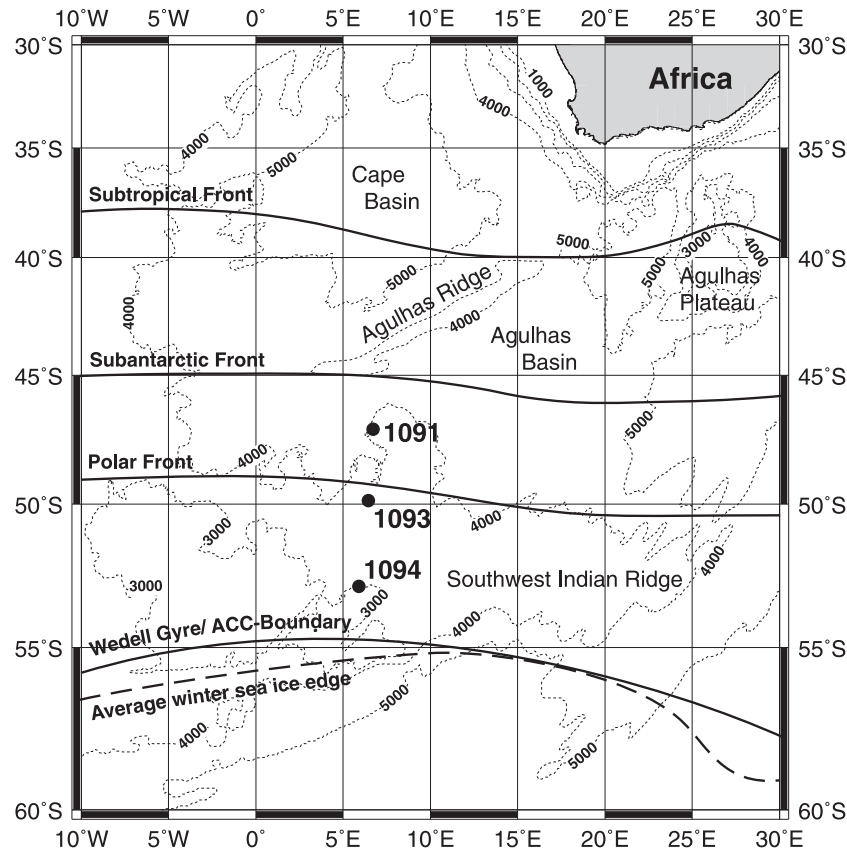 10˚W 5˚W 0˚ 5˚E 10˚E 15˚E 20˚E 25˚E 30˚E
30˚S 30˚S
Africa
1000
4000
4000
5000
35˚S 35˚S
Cape
Basin
Subtropical Front
5000
3000
4000
40˚S 40˚S
5000
5000
Agulhas
Plateau
Agulhas Ridge
4000
4000
Agulhas
Basin
Subantarctic Front
45˚S 45˚S
1091
5000
4000
Polar Front
50˚S 50˚S
1093
4000
3000
4000
1094
3000
3000
Southwest Indian Ridge
4000
Wedell Gyre/ ACC-Boundary
55˚S 55˚S
Average winter sea ice edge
5000
4000
5000
60˚S 60˚S
10˚W 5˚W 0˚ 5˚E 10˚E 15˚E 20˚E 25˚E 30˚E